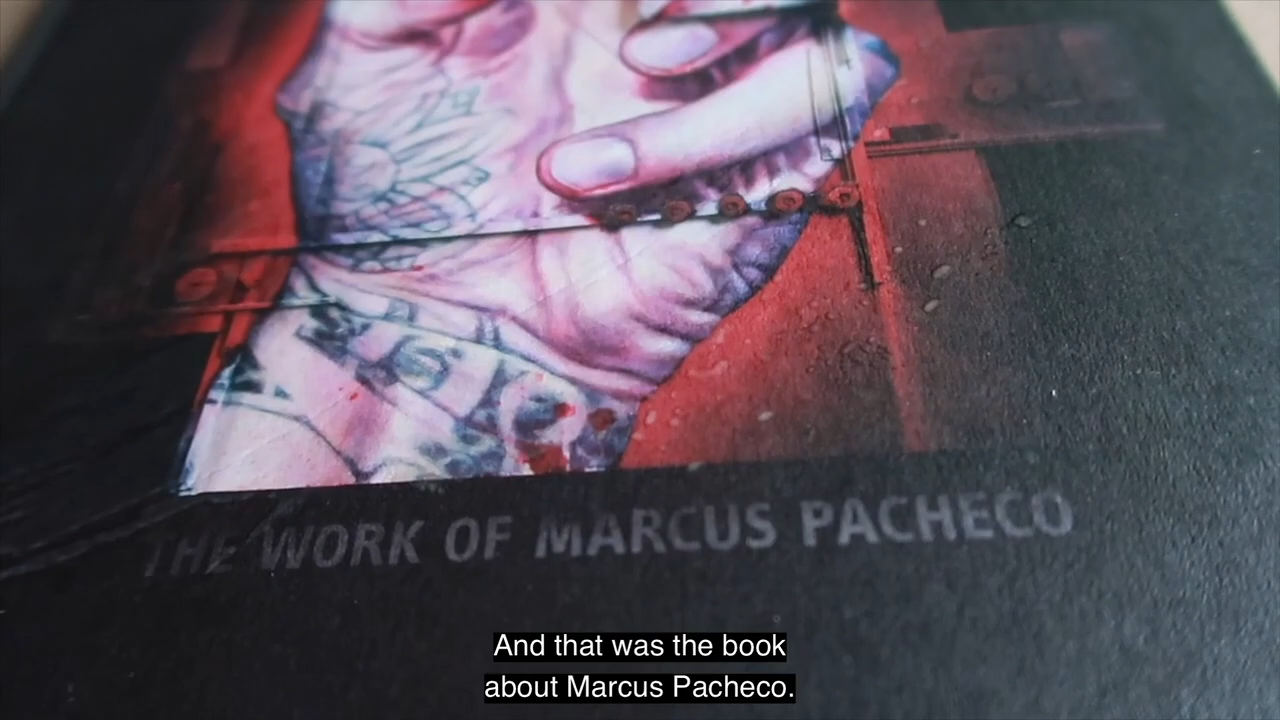 THE WORK OF MARCUS PACHECO
And that was the book
about Marcus Pacheco.